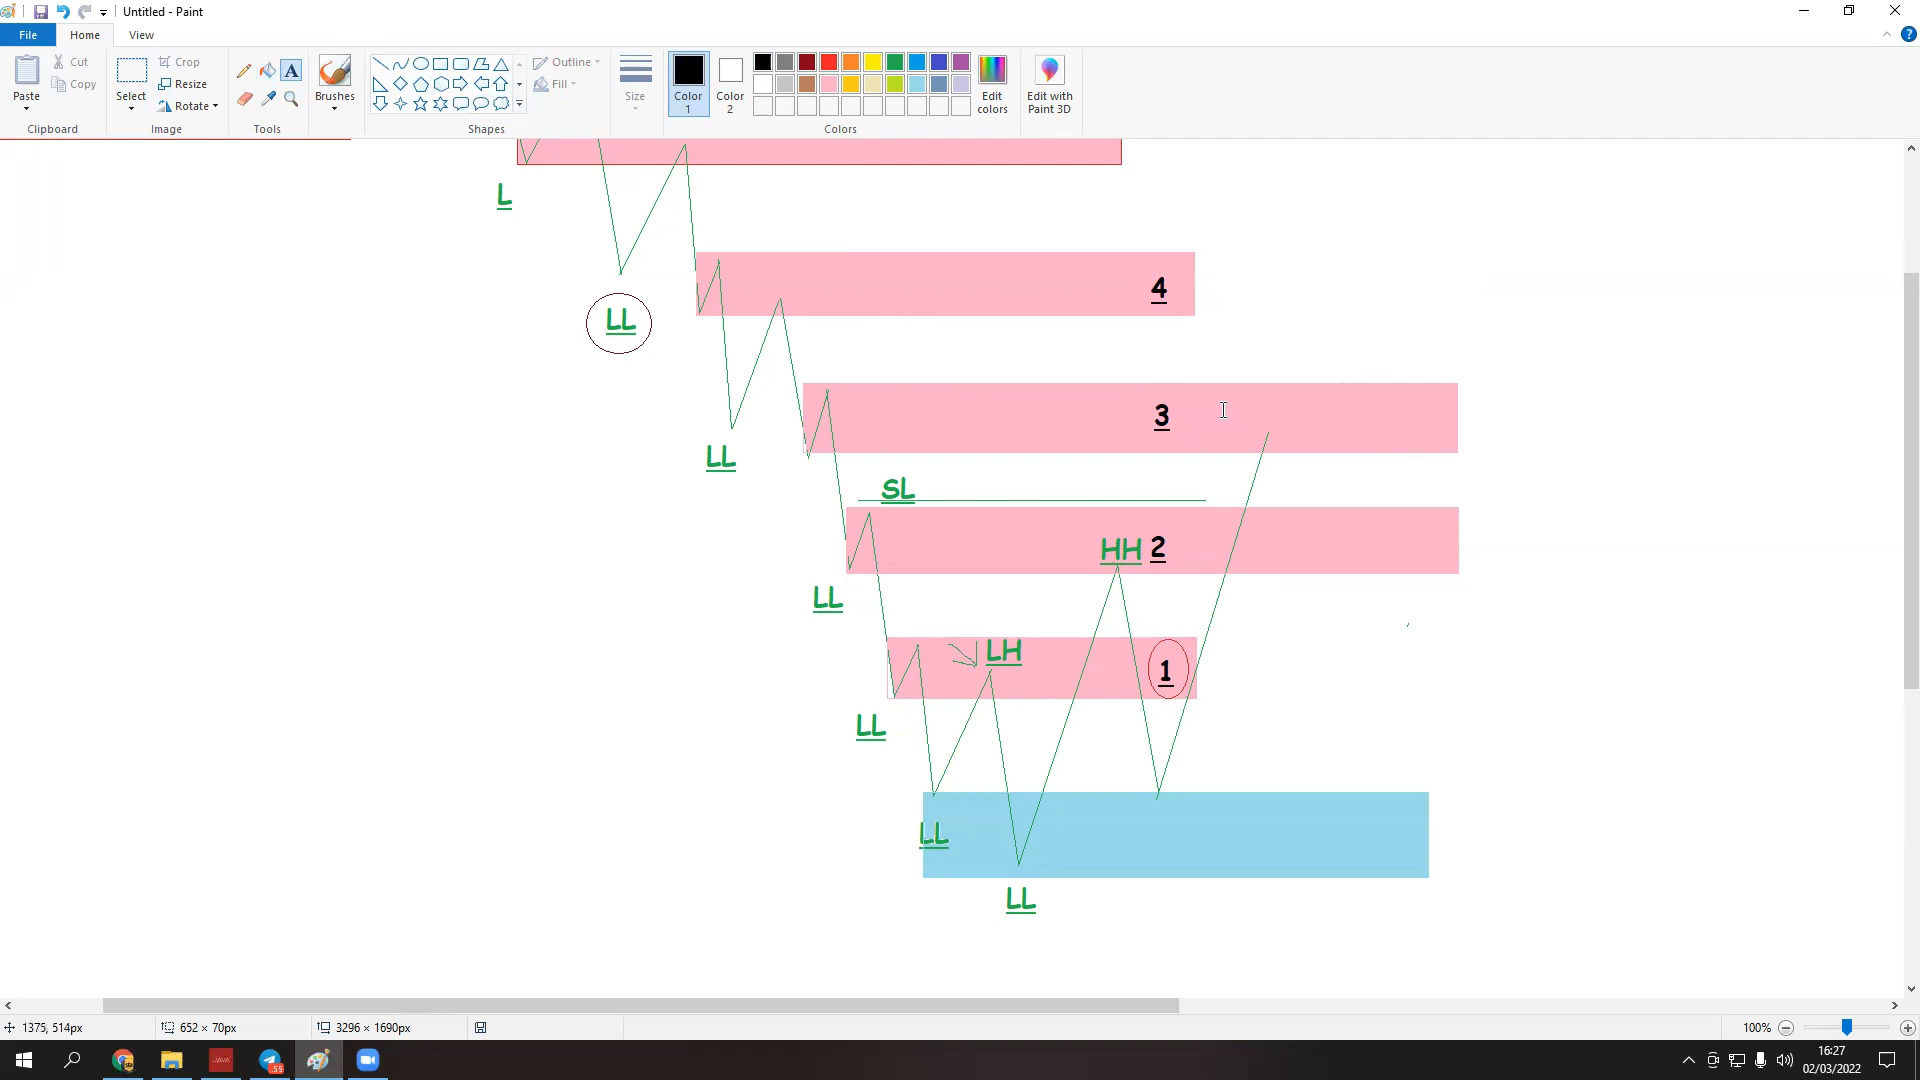 Untitled - Paint
File
Home
View
Paste
Cut
Copy
Clipboard
Select
Crop
Resize
Rotate
Image
Tools
Brushes
Shapes
Outline
Fill
Size
Color
1
Color
2
Edit
colors
Colors
Edit with
Paint 3D
L
4
LL
3
LL
SL
HH 2
LL
LH
1
LL
LL
LL
1375, 514px
652 × 70px
3296 × 1690px
100%
16:27
02/03/2022